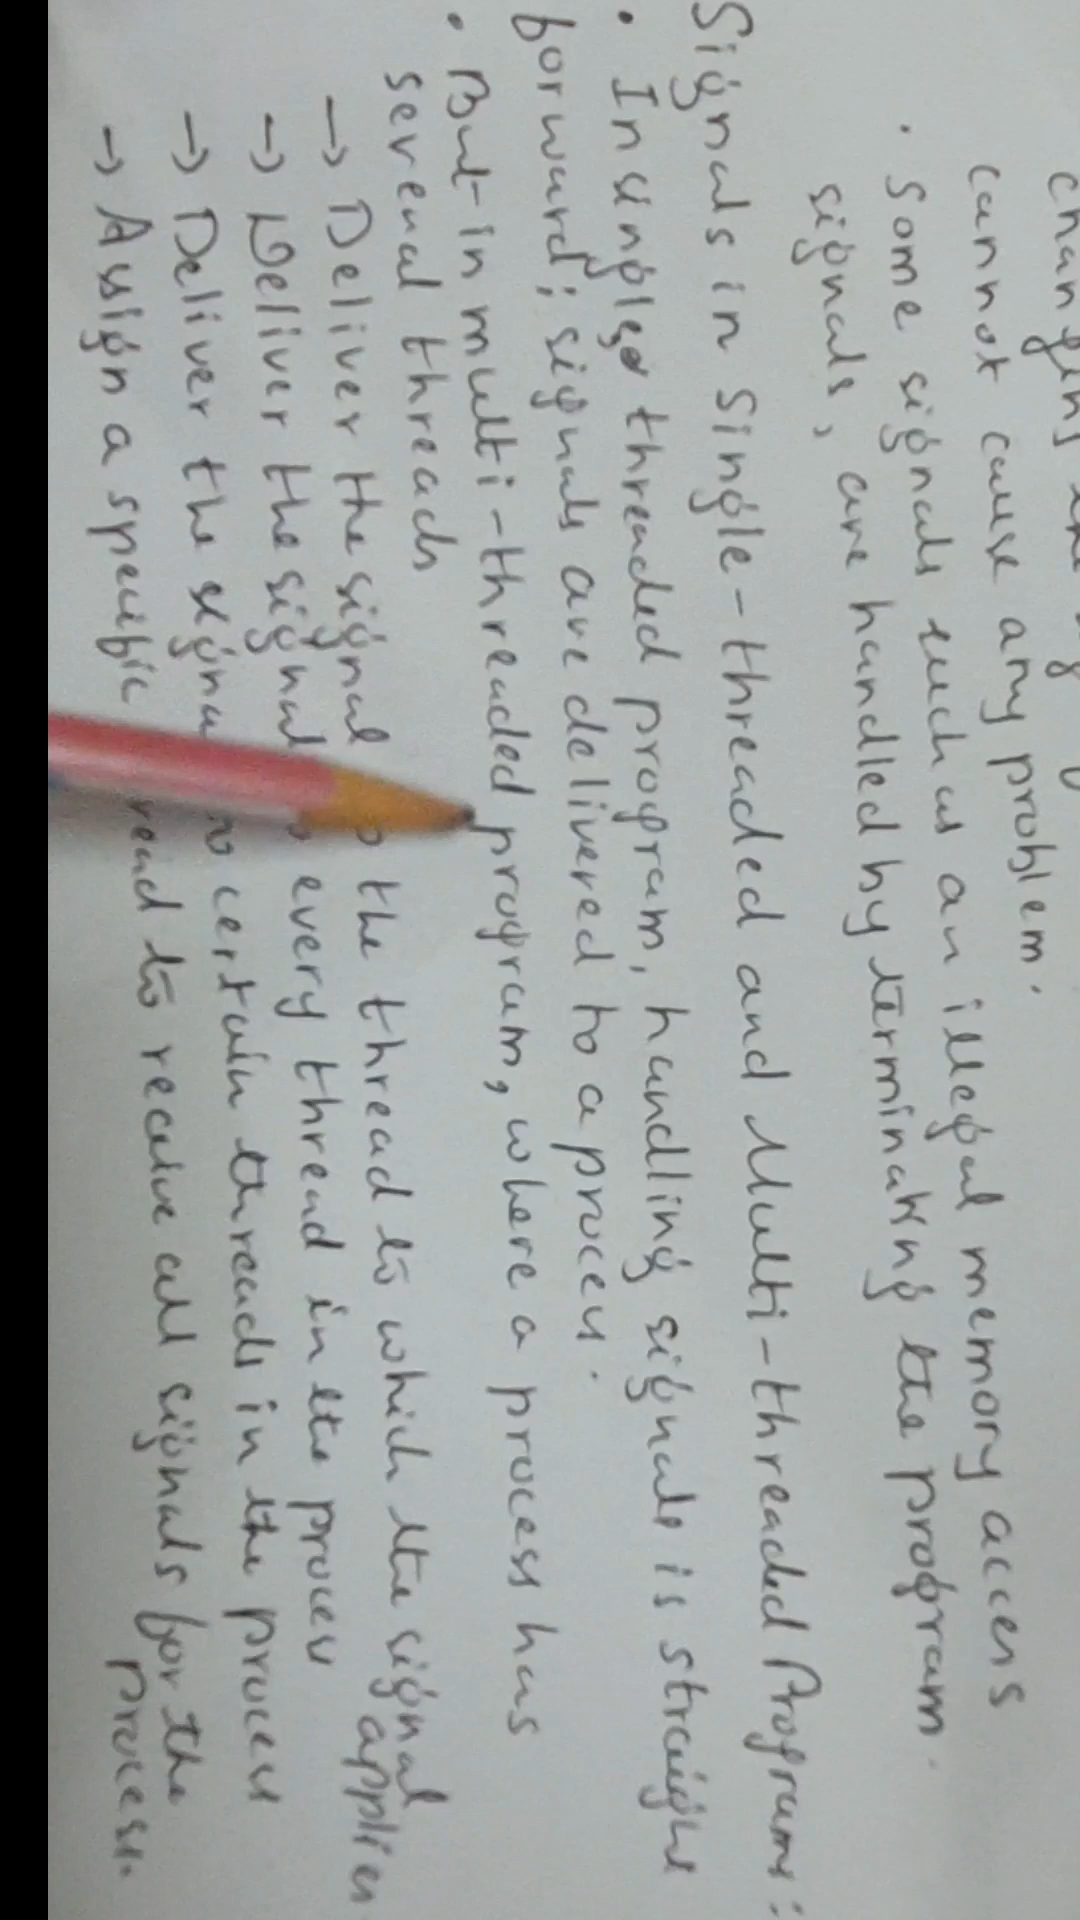 cannot cause any problem.
. Some signals such as an illegal memory access
signals, are handled by terminating the program.
Signals in Single-threaded and Multi-threaded Programs:
. In single threaded program, handling signals is straight
forward; signals are delivered to a process.
. But in multi-threaded program, where a process has
several threads
→ Deliver the signal the thread to which the signal applies
→ Deliver the signal every thread in the process
→ Deliver the signal to certain threads in the process
→ Assign a specific to receive all signals for the process.